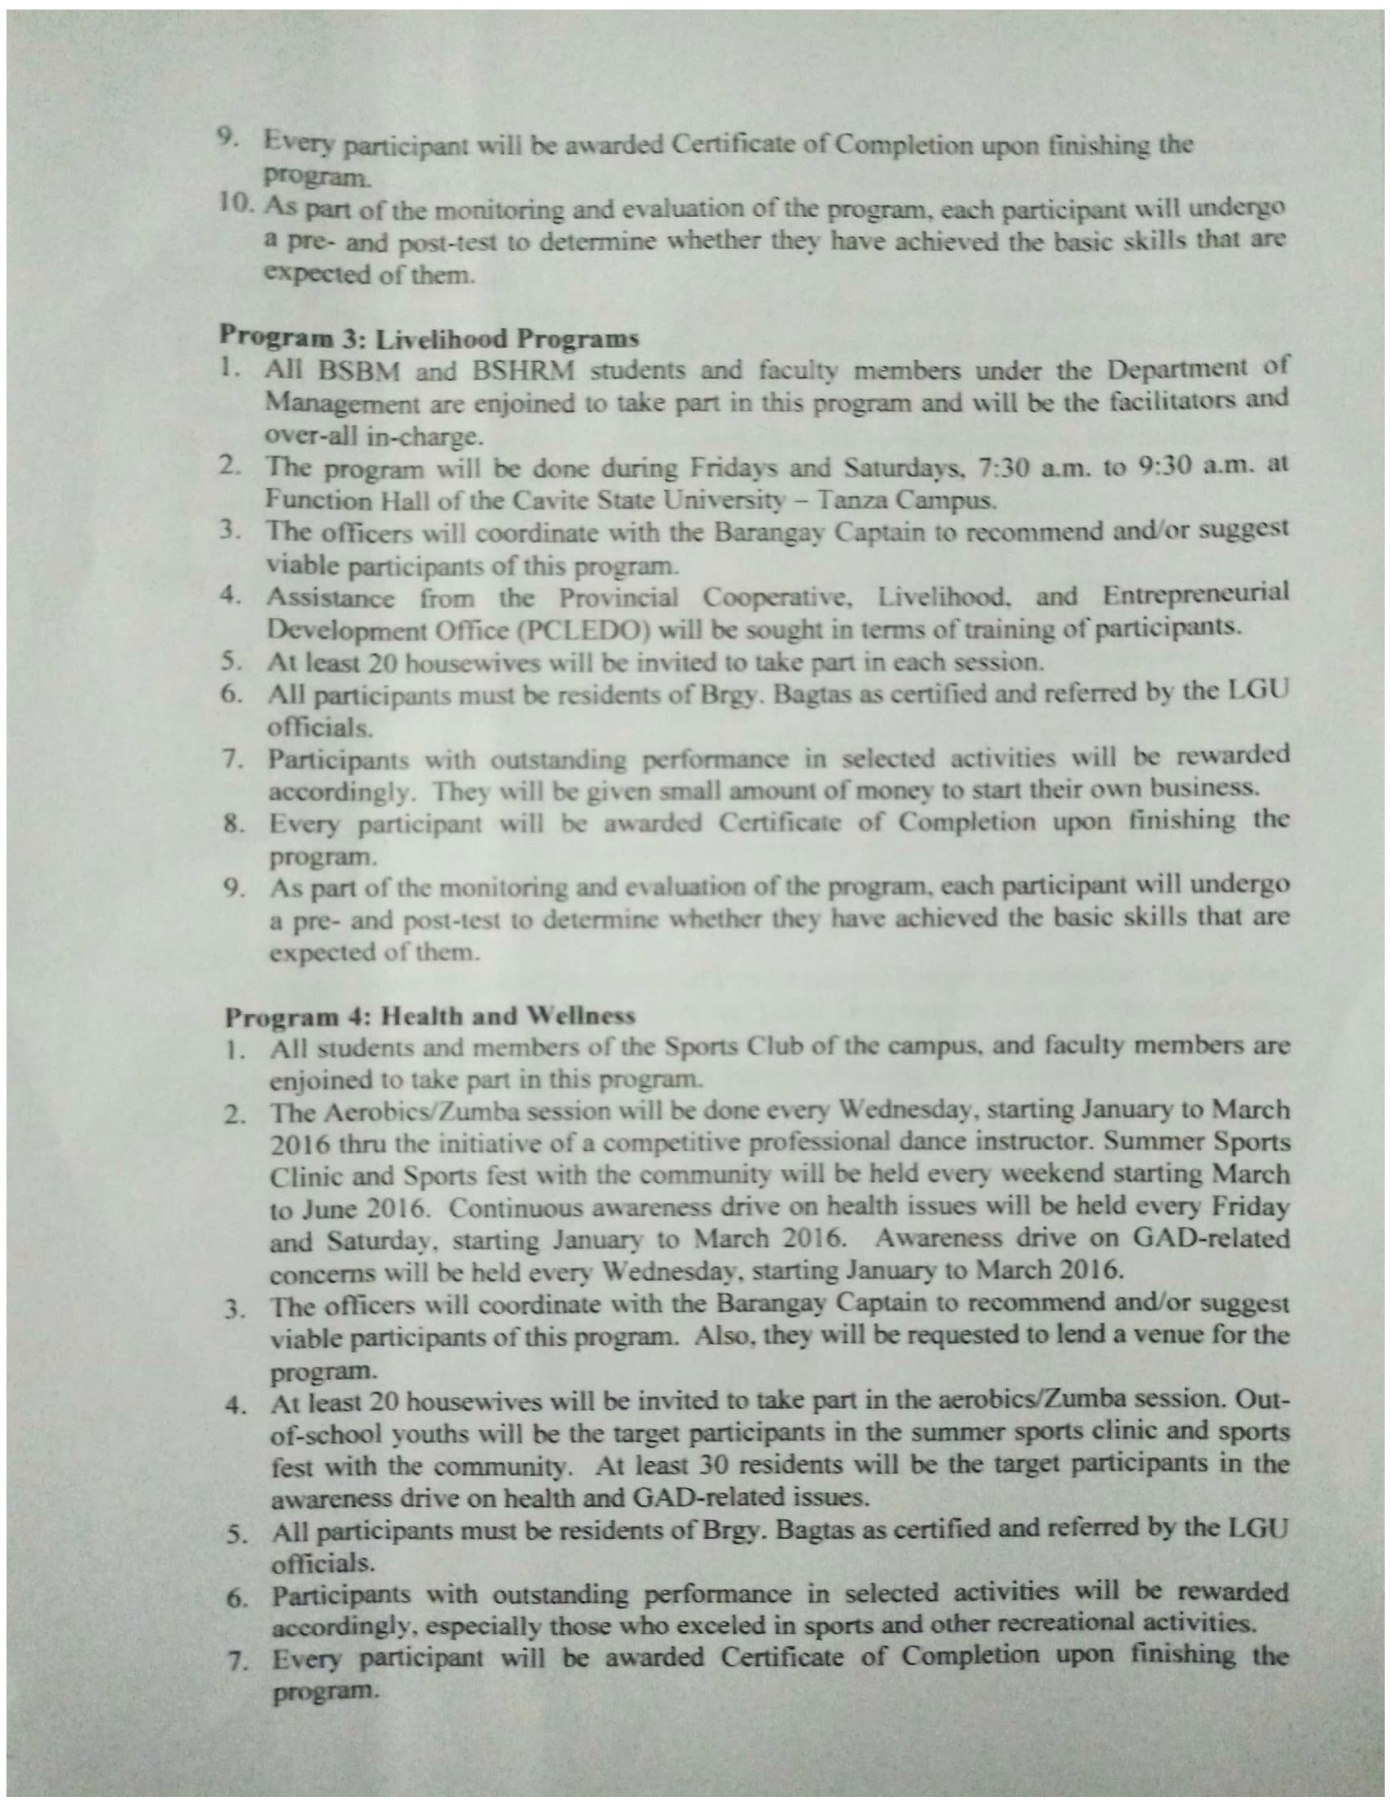 9. Every participant will be awarded Certificate of Completion upon finishing the
program.
10. As part of the monitoring and evaluation of the program, each participant will undergo
a pre- and post-test to determine whether they have achieved the basic skills that are
expected of them.
Program 3: Livelihood Programs
1. All BSBM and BSHRM students and faculty members under the Department of
Management are enjoined to take part in this program and will be the facilitators and
over-all in-charge.
2. The program will be done during Fridays and Saturdays, 7:30 a.m. to 9:30 a.m. at
Function Hall of the Cavite State University – Tanza Campus.
3. The officers will coordinate with the Barangay Captain to recommend and/or suggest
viable participants of this program.
4. Assistance from the Provincial Cooperative, Livelihood, and Entrepreneurial
Development Office (PCLEDO) will be sought in terms of training of participants.
5. At least 20 housewives will be invited to take part in each session.
6. All participants must be residents of Brgy. Bagtas as certified and referred by the LGU
officials.
7. Participants with outstanding performance in selected activities will be rewarded
accordingly. They will be given small amount of money to start their own business.
8. Every participant will be awarded Certificate of Completion upon finishing the
program.
9. As part of the monitoring and evaluation of the program, each participant will undergo
a pre- and post-test to determine whether they have achieved the basic skills that are
expected of them.
Program 4: Health and Wellness
1. All students and members of the Sports Club of the campus, and faculty members are
enjoined to take part in this program.
2. The Aerobics/Zumba session will be done every Wednesday, starting January to March
2016 thru the initiative of a competitive professional dance instructor. Summer Sports
Clinic and Sports fest with the community will be held every weekend starting March
to June 2016. Continuous awareness drive on health issues will be held every Friday
and Saturday, starting January to March 2016. Awareness drive on GAD-related
concerns will be held every Wednesday, starting January to March 2016.
3. The officers will coordinate with the Barangay Captain to recommend and/or suggest
viable participants of this program. Also, they will be requested to lend a venue for the
program.
4. At least 20 housewives will be invited to take part in the aerobics/Zumba session. Out-
of-school youths will be the target participants in the summer sports clinic and sports
fest with the community. At least 30 residents will be the target participants in the
awareness drive on health and GAD-related issues.
5. All participants must be residents of Brgy. Bagtas as certified and referred by the LGU
officials.
6. Participants with outstanding performance in selected activities will be rewarded
accordingly, especially those who exceled in sports and other recreational activities.
7. Every participant will be awarded Certificate of Completion upon finishing the
program.